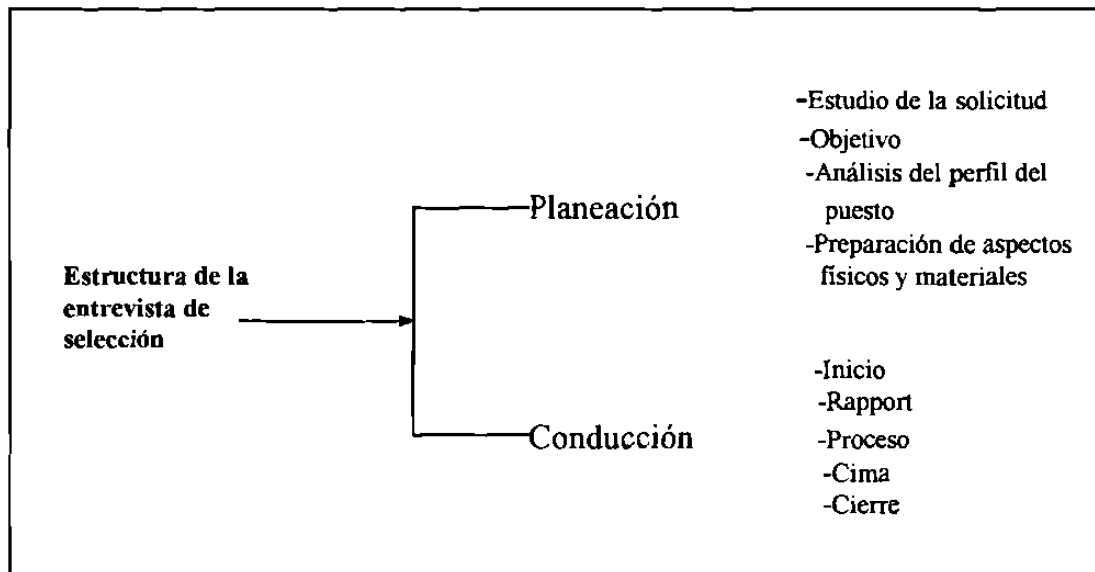 Estructura de la
entrevista de
selección
Planeación
-Estudio de la solicitud
-Objetivo
-Análisis del perfil del
puesto
-Preparación de aspectos
físicos y materiales
Conducción
-Inicio
-Rapport
-Proceso
-Cima
-Cierre